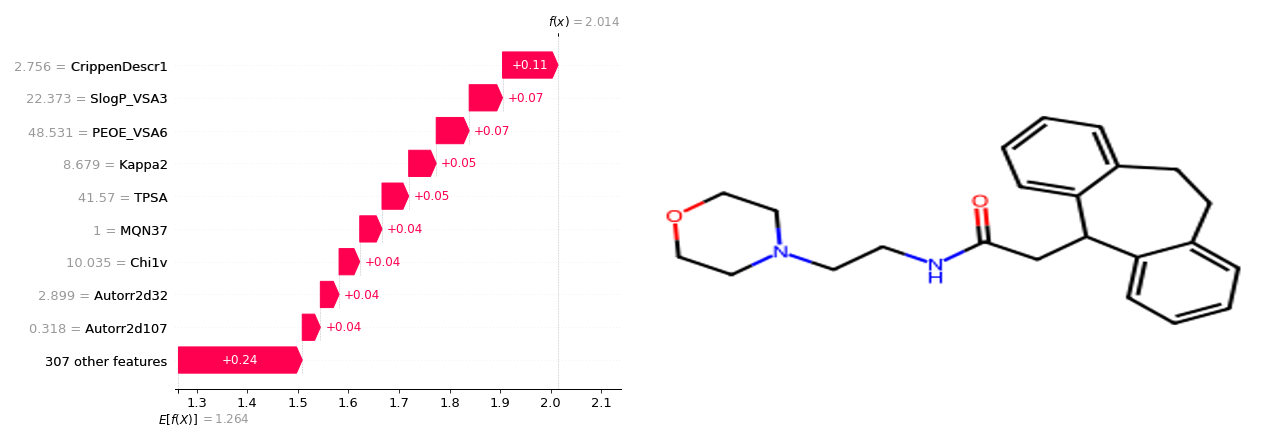 f(x) = 2.014
2.756 = CrippenDescr1
+0.11
22.373 = SlogP_VSA3
+0.07
48.531 = PEOE_VSA6
+0.07
8.679 = Kappa2
+0.05
41.57 = TPSA
+0.05
1 = MQN37
+0.04
10.035 = Chi1v
+0.04
2.899 = Autorr2d32
+0.04
0.318 = Autorr2d107
+0.04
307 other features
+0.24
1.3 1.4 1.5 1.6 1.7 1.8 1.9 2.0 2.1
E[f(X)] = 1.264
O
N
N
H
O